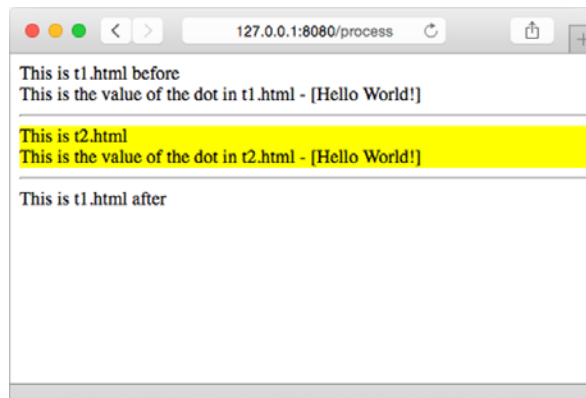 127.0.0.1:8080/process
This is t1.html before
This is the value of the dot in t1.html - [Hello World!]
This is t2.html
This is the value of the dot in t2.html - [Hello World!]
This is t1.html after